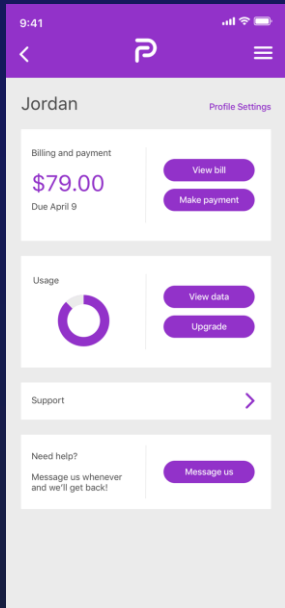 9:41
Jordan
Profile Settings
Billing and payment
$79.00
Due April 9
View bill
Make payment
Usage
View data
Upgrade
Support
Need help?
Message us whenever
and we'll get back!
Message us